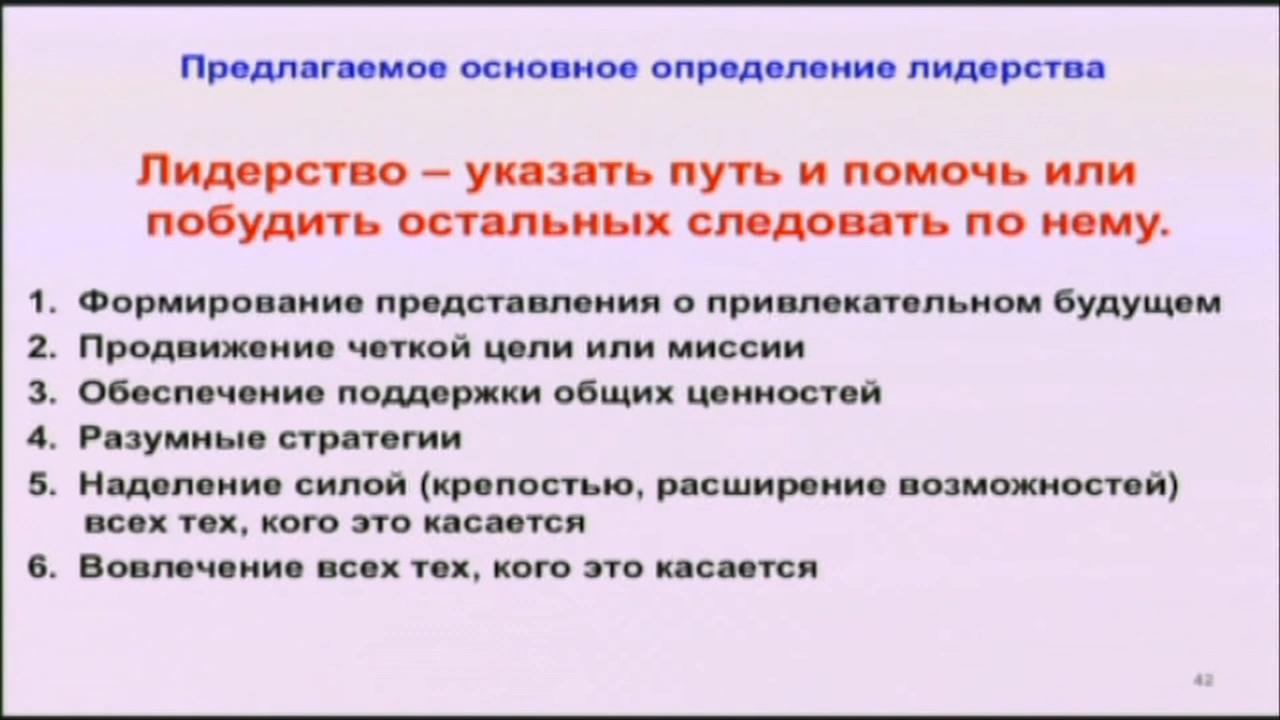 Предлагаемое основное определение лидерства
Лидерство – указать путь и помочь или
побудить остальных следовать по нему.
1. Формирование представления о привлекательном будущем
2. Продвижение четкой цели или миссии
3. Обеспечение поддержки общих ценностей
4. Разумные стратегии
5. Наделение силой (крепостью, расширение возможностей)
всех тех, кого это касается
6. Вовлечение всех тех, кого это касается
42